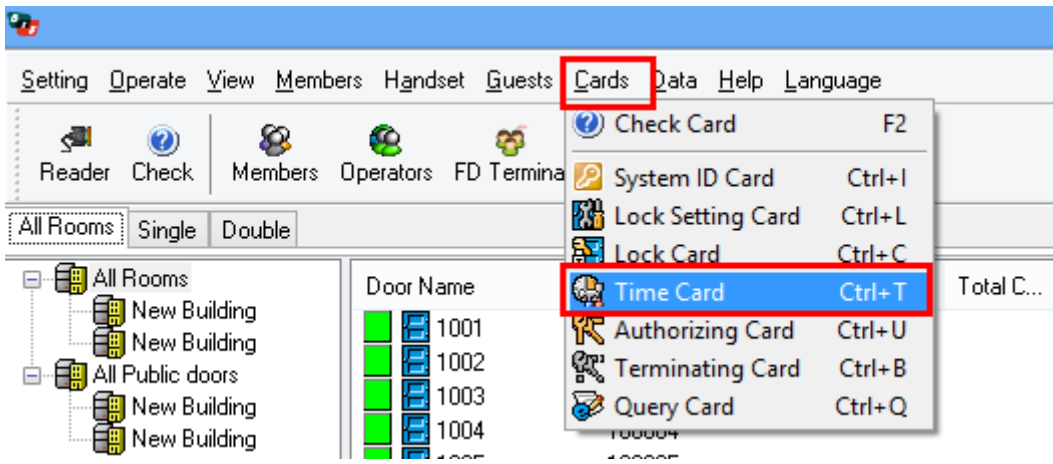 Setting Operate View Members Handset Guests Cards Data Help Language
Reader Check Members Operators FD Termina
All Rooms Single Double
Check Card F2
System ID Card Ctrl+I
Lock Setting Card Ctrl+L
Lock Card Ctrl+C
Time Card Ctrl+T
Authorizing Card Ctrl+U
Terminating Card Ctrl+B
Query Card Ctrl+Q
All Rooms
New Building
New Building
All Public doors
New Building
New Building
Door Name Total C...
1001
1002
1003
1004 100004
1005 100005